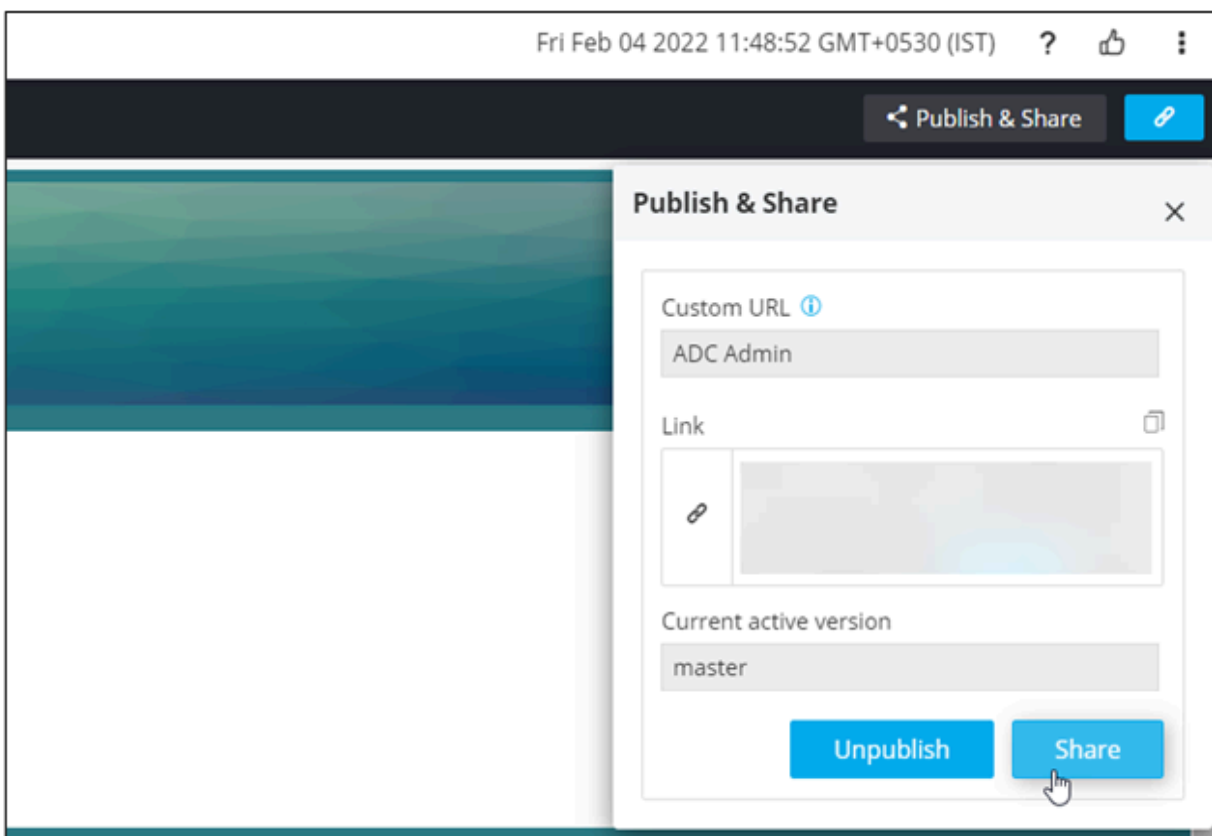 Fri Feb 04 2022 11:48:52 GMT+0530 (IST) ?
Publish & Share
Publish & Share
Custom URL
ADC Admin
Link
Current active version
master
Unpublish Share